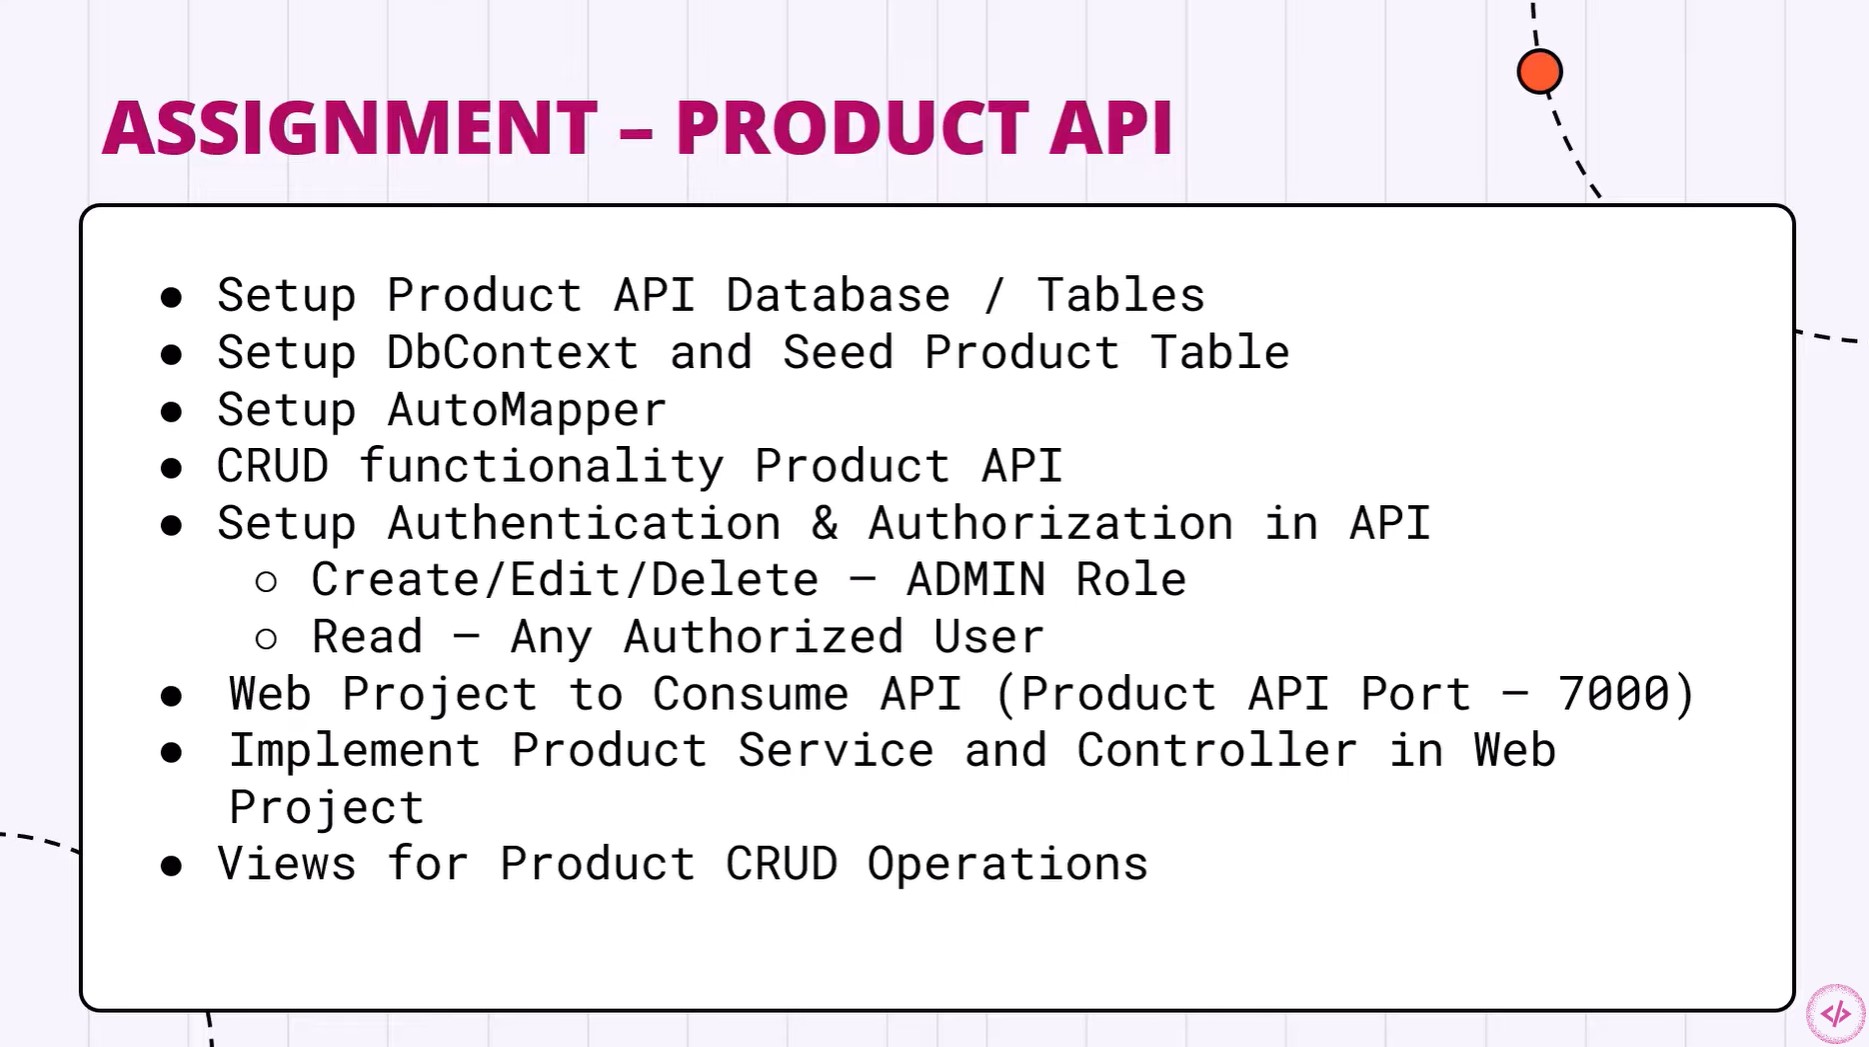 ASSIGNMENT – PRODUCT API
● Setup Product API Database / Tables
● Setup DbContext and Seed Product Table
● Setup AutoMapper
● CRUD functionality Product API
● Setup Authentication & Authorization in API
○ Create/Edit/Delete – ADMIN Role
○ Read – Any Authorized User
● Web Project to Consume API (Product API Port – 7000)
● Implement Product Service and Controller in Web
Project
● Views for Product CRUD Operations